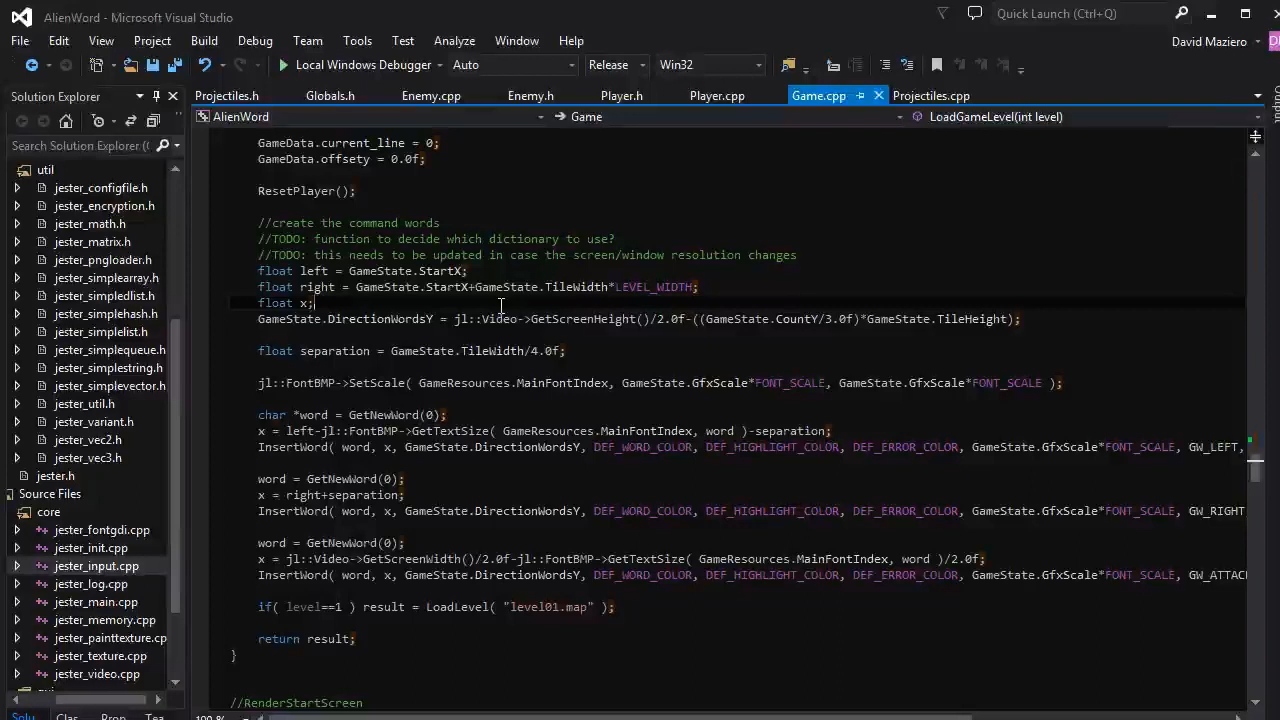 AlienWord - Microsoft Visual Studio
Quick Launch (Ctrl+Q)
File Edit View Project Build Debug Team Tools Test Analyze Window Help
David Maziero
Local Windows Debugger Auto Release Win32
Solution Explorer
Projectiles.h Globals.h Enemy.cpp Enemy.h Player.h Player.cpp Game.cpp Projectiles.cpp
AlienWord Game LoadGameLevel(int level)
Search Solution Explorer (
util
jester_configfile.h
jester_encryption.h
jester_math.h
jester_matrix.h
jester_pngloader.h
jester_simplearray.h
jester_simpledlist.h
jester_simplehash.h
jester_simplelist.h
jester_simplequeue.h
jester_simplestring.h
jester_simplevector.h
jester_util.h
jester_variant.h
jester_vec2.h
jester_vec3.h
jester.h
Source Files
core
jester_fontgdi.cpp
jester_init.cpp
jester_input.cpp
jester_log.cpp
jester_main.cpp
jester_memory.cpp
jester_painttexture.cp
jester_texture.cpp
jester_video.cpp
GameData.current_line = 0;
GameData.offsety = 0.0f;
ResetPlayer();
//create the command words
//TODO: function to decide which dictionary to use?
//TODO: this needs to be updated in case the screen/window resolution changes
float left = GameState.StartX;
float right = GameState.StartX+GameState.TileWidth*LEVEL_WIDTH;
float x;
GameState.DirectionWordsY = jl::Video->GetScreenHeight()/2.0f-((GameState.CountY/3.0f)*GameState.TileHeight);
float separation = GameState.TileWidth/4.0f;
jl::FontBMP->SetScale( GameResources.MainFontIndex, GameState.GfxScale*FONT_SCALE, GameState.GfxScale*FONT_SCALE );
char *word = GetNewWord(0);
x = left-jl::FontBMP->GetTextSize( GameResources.MainFontIndex, word )-separation;
InsertWord( word, x, GameState.DirectionWordsY, DEF_WORD_COLOR, DEF_HIGHLIGHT_COLOR, DEF_ERROR_COLOR, GameState.GfxScale*FONT_SCALE, GW_LEFT,
word = GetNewWord(0);
x = right+separation;
InsertWord( word, x, GameState.DirectionWordsY, DEF_WORD_COLOR, DEF_HIGHLIGHT_COLOR, DEF_ERROR_COLOR, GameState.GfxScale*FONT_SCALE, GW_RIGHT
word = GetNewWord(0);
x = jl::Video->GetScreenWidth()/2.0f-jl::FontBMP->GetTextSize( GameResources.MainFontIndex, word )/2.0f;
InsertWord( word, x, GameState.DirectionWordsY, DEF_WORD_COLOR, DEF_HIGHLIGHT_COLOR, DEF_ERROR_COLOR, GameState.GfxScale*FONT_SCALE, GW_ATTACK
if( level==1 ) result = LoadLevel( "level01.map" );
return result;
}
//RenderStartScreen
Solu... Clas... Prop... Tea...
100 %